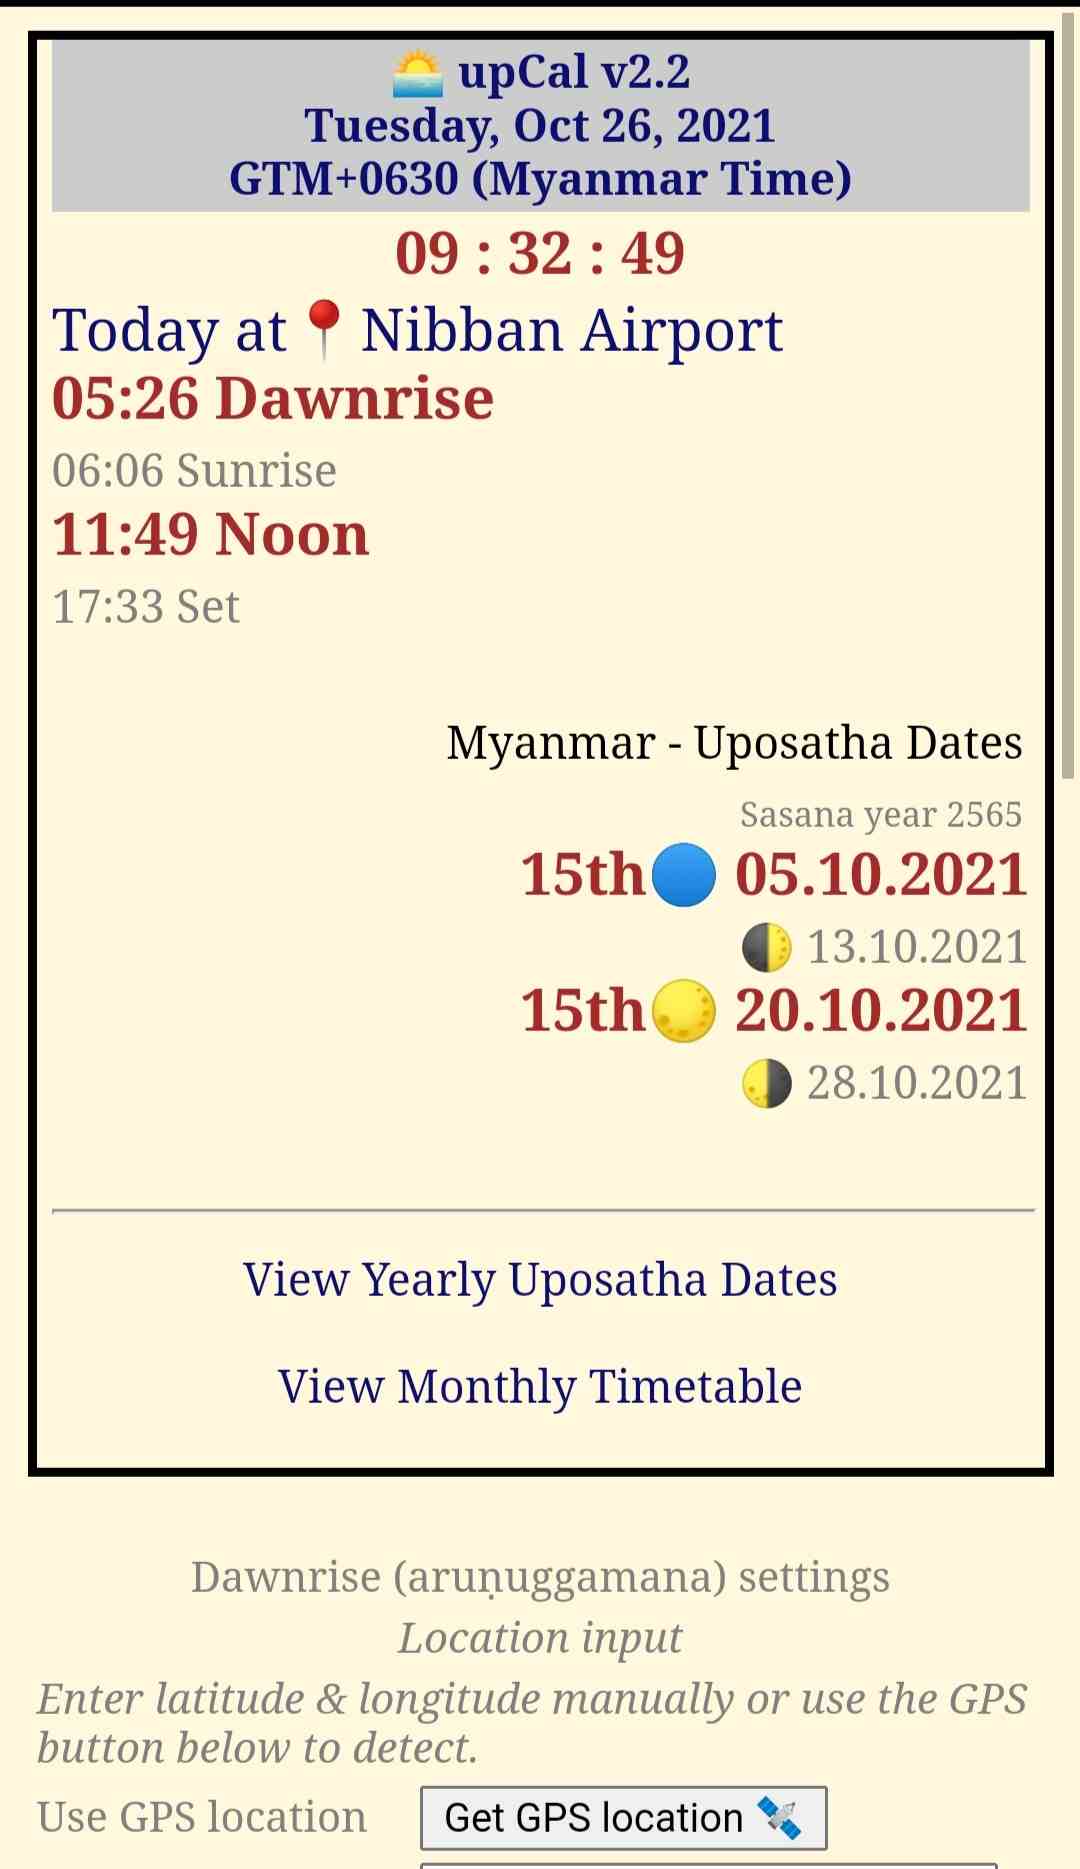 upCal v2.2
Tuesday, Oct 26, 2021
GTM+0630 (Myanmar Time)
09 : 32 : 49
Today at 📍 Nibban Airport
05:26 Dawnrise
06:06 Sunrise
11:49 Noon
17:33 Set
Myanmar - Uposatha Dates
Sasana year 2565
15th🔵 05.10.2021
🌓 13.10.2021
15th🌕 20.10.2021
🌗 28.10.2021
View Yearly Uposatha Dates
View Monthly Timetable
Dawnrise (aruṇuggamana) settings
Location input
Enter latitude & longitude manually or use the GPS
button below to detect.
Use GPS location
Get GPS location 🛰